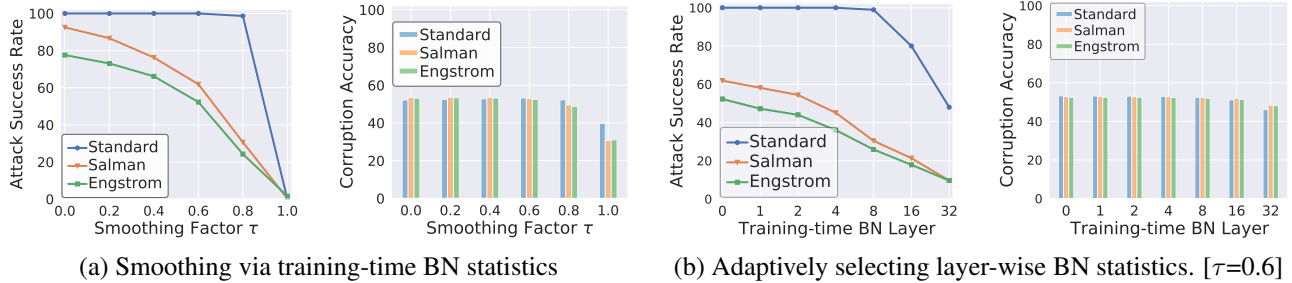 Attack Success Rate
100
80
60
40
20
0
0.0 0.2 0.4 0.6 0.8 1.0
Smoothing Factor τ
Standard
Salman
Engstrom
Corruption Accuracy
100
80
60
40
20
0
0.0 0.2 0.4 0.6 0.8 1.0
Smoothing Factor τ
Standard
Salman
Engstrom
(a) Smoothing via training-time BN statistics
Attack Success Rate
100
80
60
40
20
0
0 1 2 4 8 16 32
Training-time BN Layer
Standard
Salman
Engstrom
Corruption Accuracy
100
80
60
40
20
0
0 1 2 4 8 16 32
Training-time BN Layer
Standard
Salman
Engstrom
(b) Adaptively selecting layer-wise BN statistics. [τ=0.6]